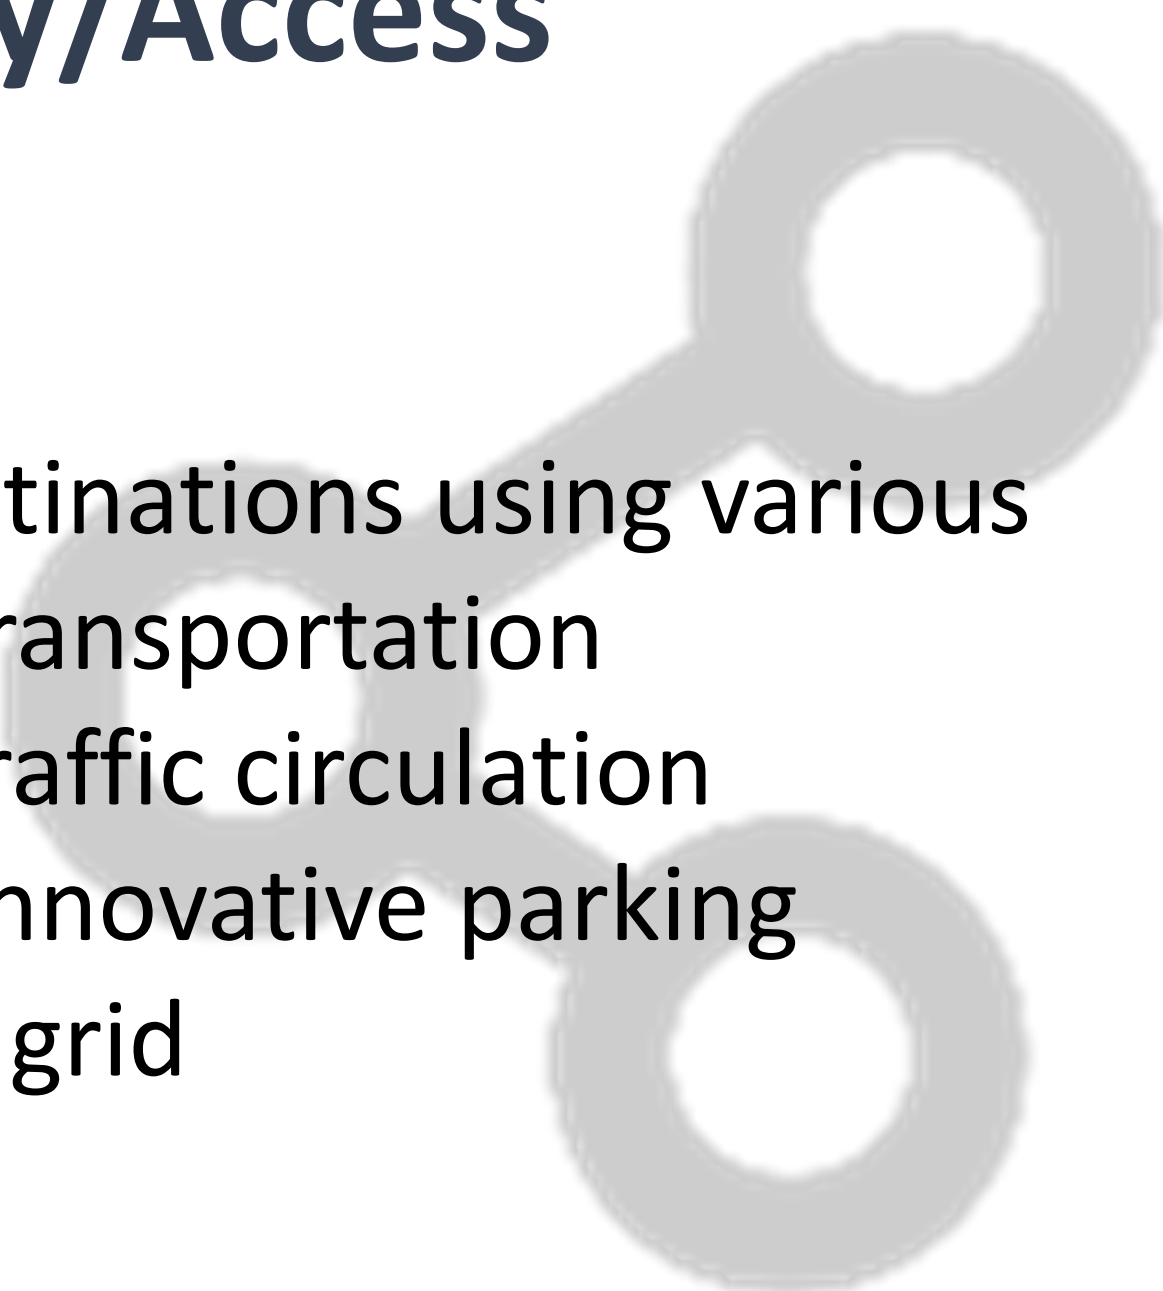 y/Access
tinations using various
ransportation
raffic circulation
nnovative parking
grid